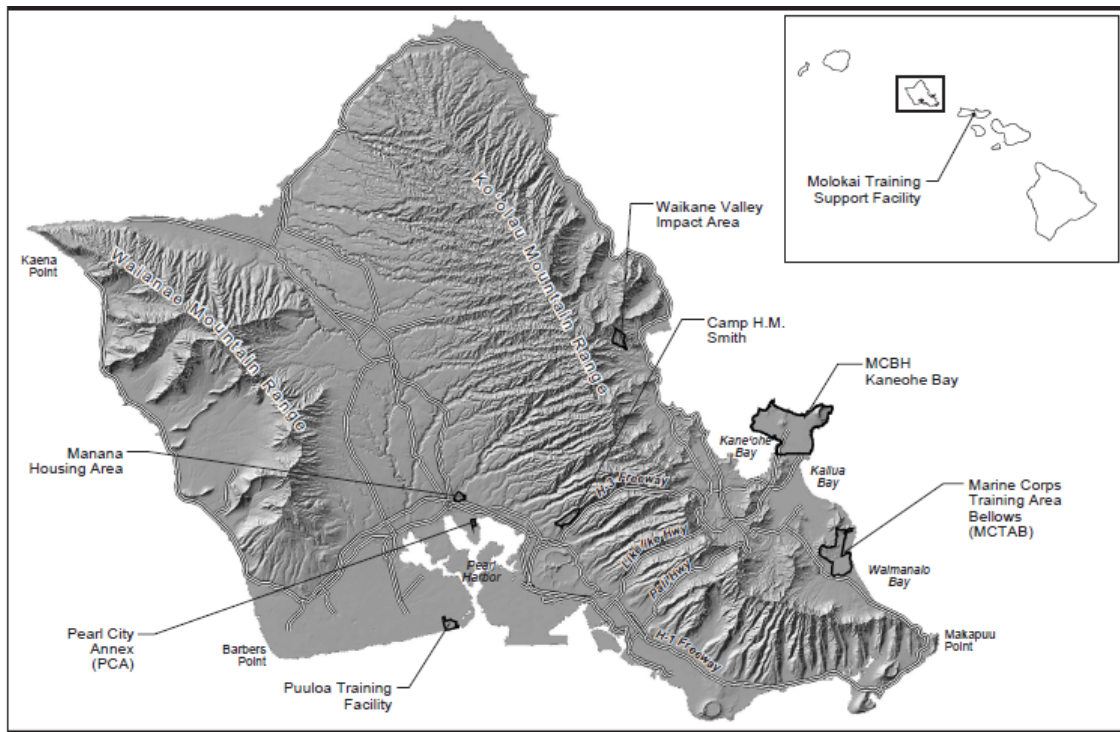 Molokai Training
Support Facility
Ko'olau Mountain Range
Waikane Valley
Impact Area
Kaena
Point
Waianae Mountain Range
Camp H.M.
Smith
MCBH
Kaneohe Bay
Kane'ohe
Bay
Kailua
Bay
Manana
Housing Area
H-3 Freeway
Marine Corps
Training Area
Bellows
(MCTAB)
Likelike Hwy
Pali Hwy
Waimanalo
Bay
Pearl
Harbor
Pearl City
Annex
(PCA)
Barbers
Point
H-1 Freeway
Makapuu
Point
Puuloa Training
Facility